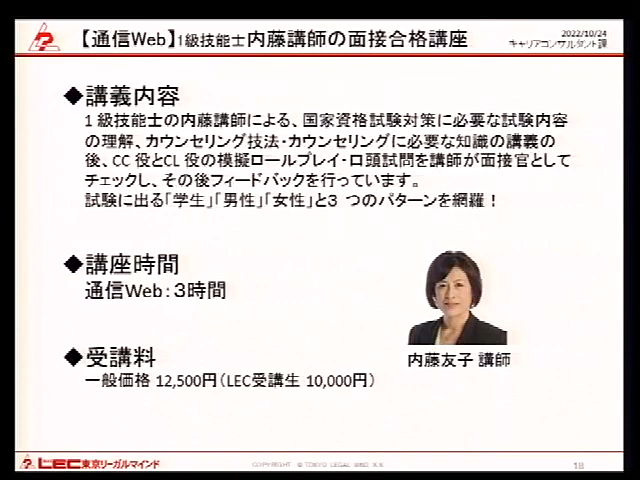 【通信Web】1級技能士内藤講師の面接合格講座
2022/10/24
キャリアコンサルタント課
◆講義内容
1級技能士の内藤講師による、国家資格試験対策に必要な試験内容
の理解、カウンセリング技法・カウンセリングに必要な知識の講義の
後、CC役とCL役の模擬ロールプレイ・口頭試問を講師が面接官として
チェックし、その後フィードバックを行っています。
試験に出る「学生」「男性」「女性」と3 つのパターンを網羅！
◆講座時間
通信Web：3時間
◆受講料
一般価格 12,500円（LEC受講生 10,000円）
内藤友子 講師
LEC東京リーガルマインド
COPYRIGHT © TOKYO LEGAL MIND K.K
18